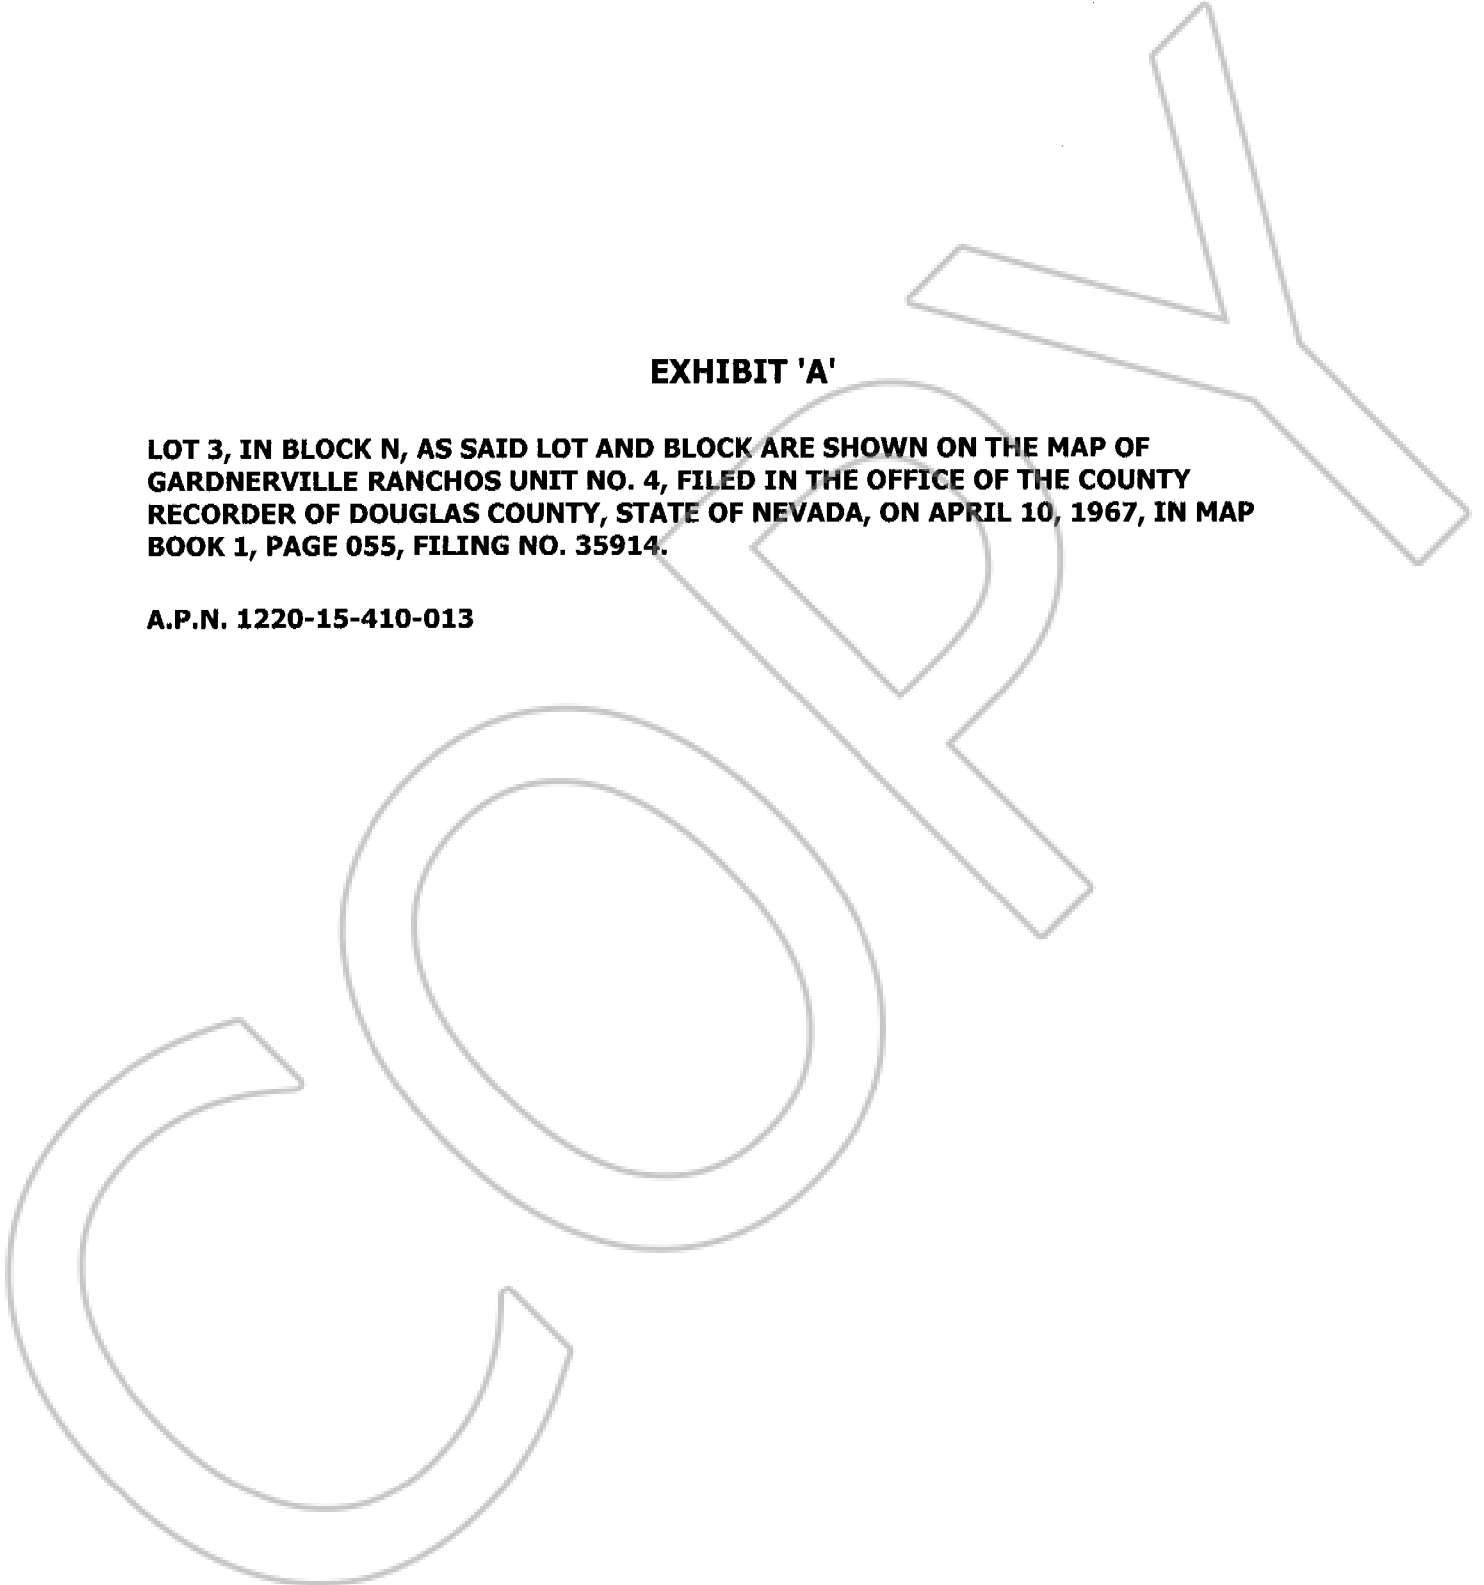 EXHIBIT 'A'
LOT 3, IN BLOCK N, AS SAID LOT AND BLOCK ARE SHOWN ON THE MAP OF
GARDNERVILLE RANCHOS UNIT NO. 4, FILED IN THE OFFICE OF THE COUNTY
RECORDER OF DOUGLAS COUNTY, STATE OF NEVADA, ON APRIL 10, 1967, IN MAP
BOOK 1, PAGE 055, FILING NO. 35914.
A.P.N. 1220-15-410-013
COPY